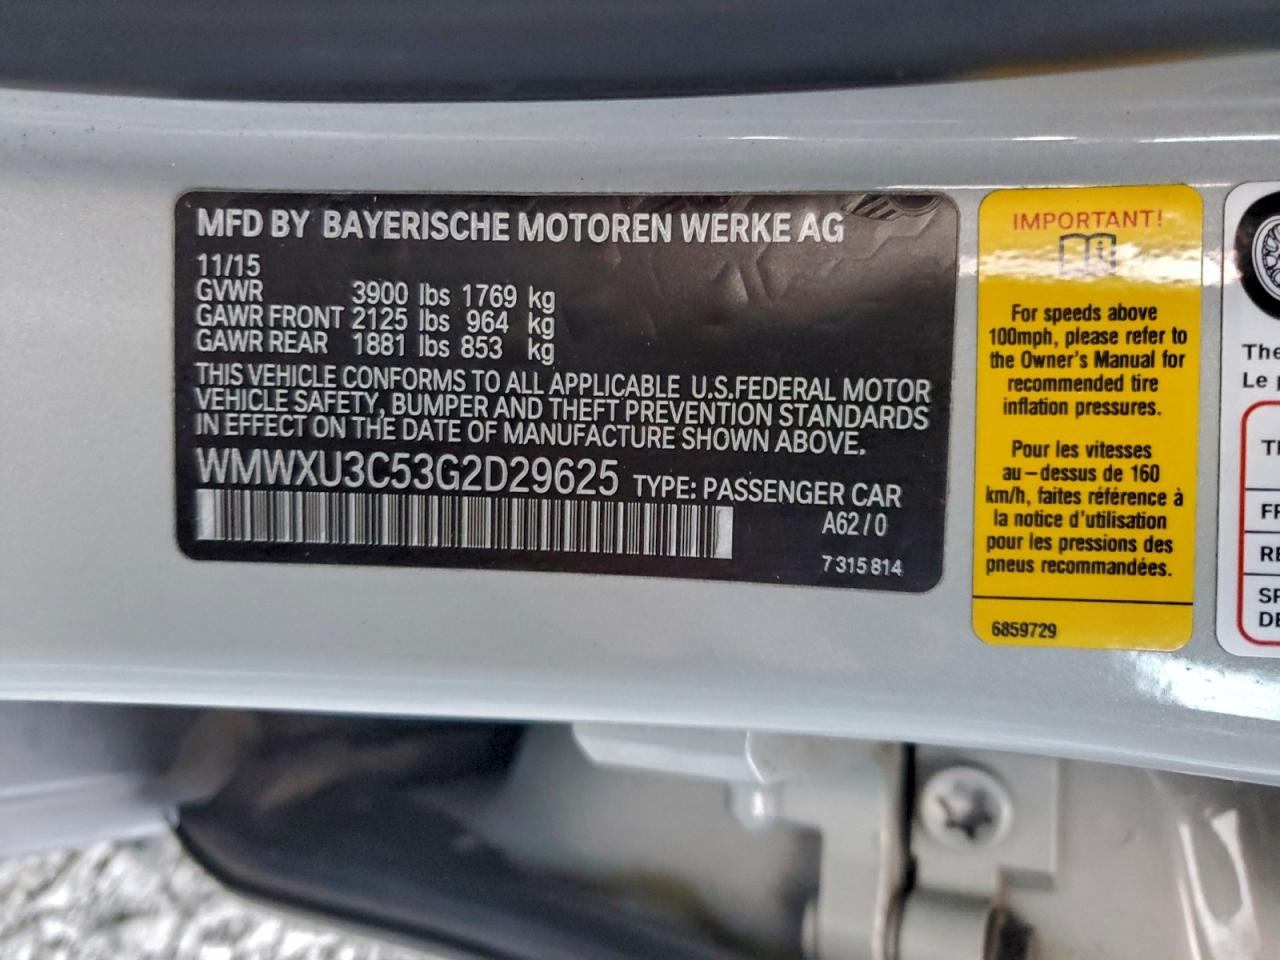 MFD BY BAYERISCHE MOTOREN WERKE AG
11/15
GVWR 3900 lbs 1769 kg
GAWR FRONT 2125 lbs 964 kg
GAWR REAR 1881 lbs 853 kg
THIS VEHICLE CONFORMS TO ALL APPLICABLE U.S.FEDERAL MOTOR
VEHICLE SAFETY, BUMPER AND THEFT PREVENTION STANDARDS
IN EFFECT ON THE DATE OF MANUFACTURE SHOWN ABOVE.
WMWXU3C53G2D29625 TYPE: PASSENGER CAR
A62/0
7 315 814
IMPORTANT!
For speeds above
100mph, please refer to
the Owner's Manual for
recommended tire
inflation pressures.
Pour les vitesses
au-dessus de 160
km/h, faites référence à
la notice d'utilisation
pour les pressions des
pneus recommandées.
6859729
The
Le